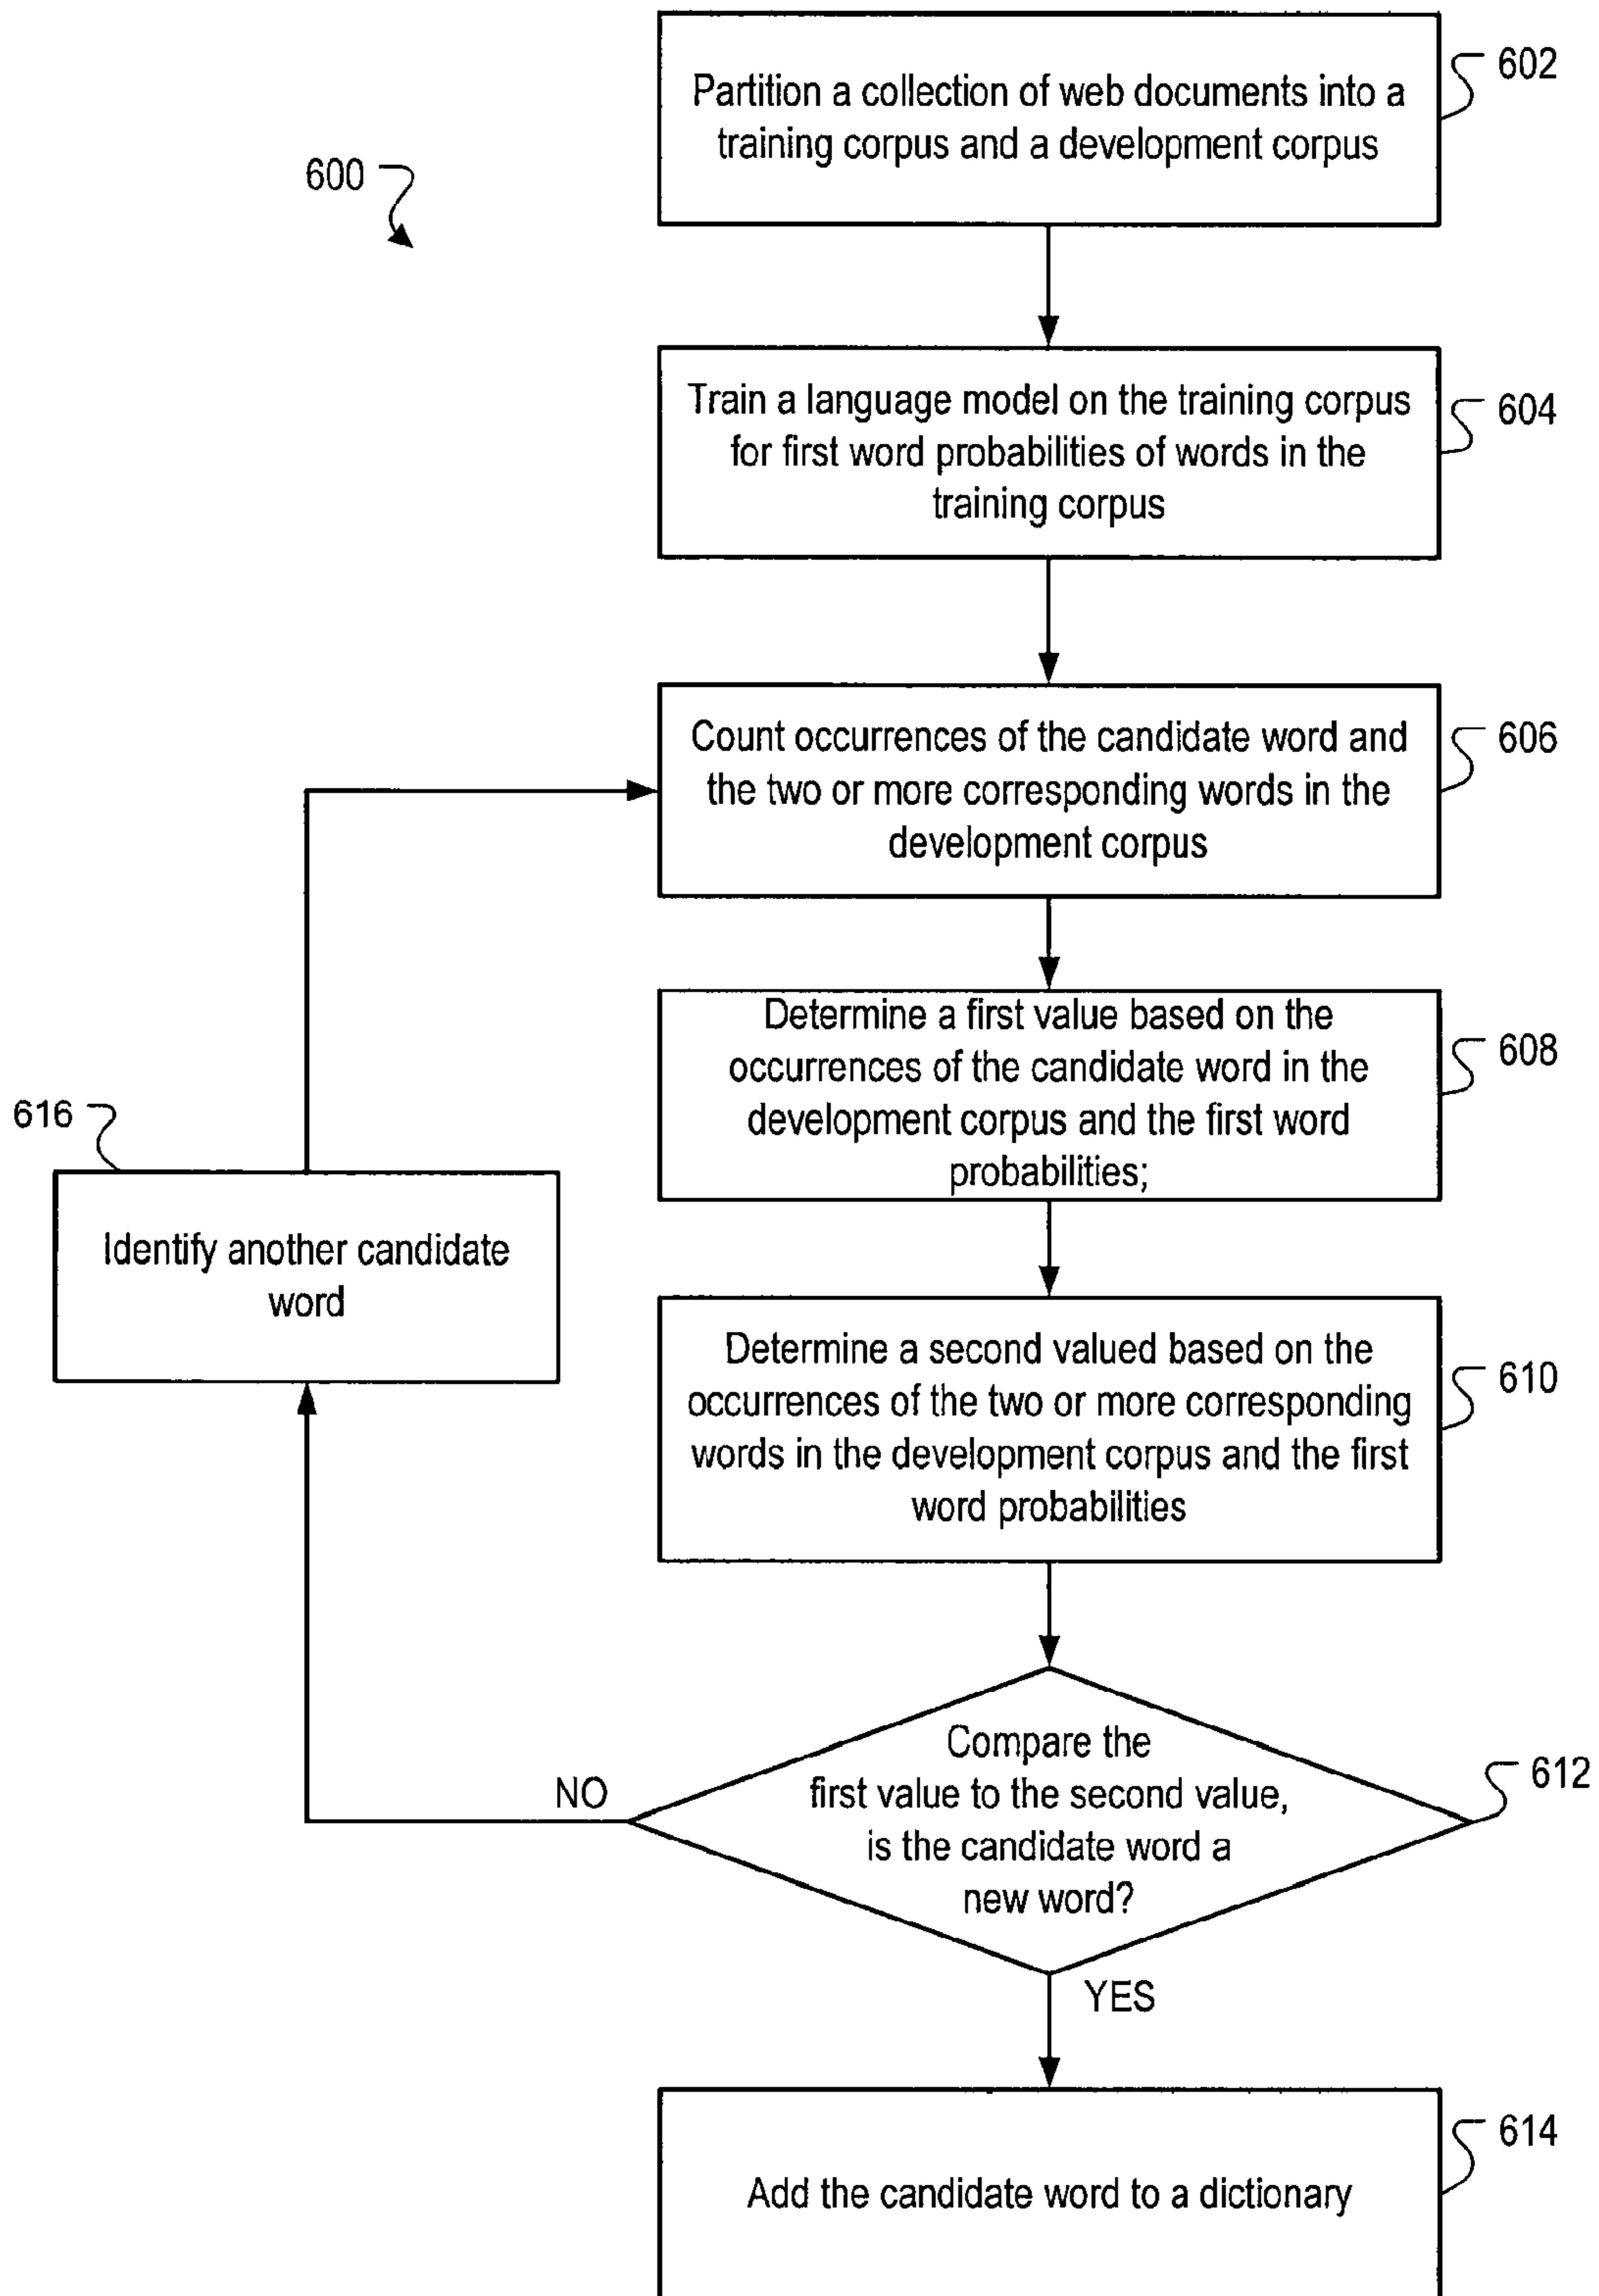 602
Partition a collection of web documents into a
training corpus and a development corpus
600
Train a language model on the training corpus
for first word probabilities of words in the
training corpus
604
Count occurrences of the candidate word and
the two or more corresponding words in the
development corpus
606
Determine a first value based on the
occurrences of the candidate word in the
development corpus and the first word
probabilities;
608
616
Identify another candidate
word
Determine a second valued based on the
occurrences of the two or more corresponding
words in the development corpus and the first
word probabilities
610
Compare the
first value to the second value,
is the candidate word a
new word?
612
NO
YES
614
Add the candidate word to a dictionary